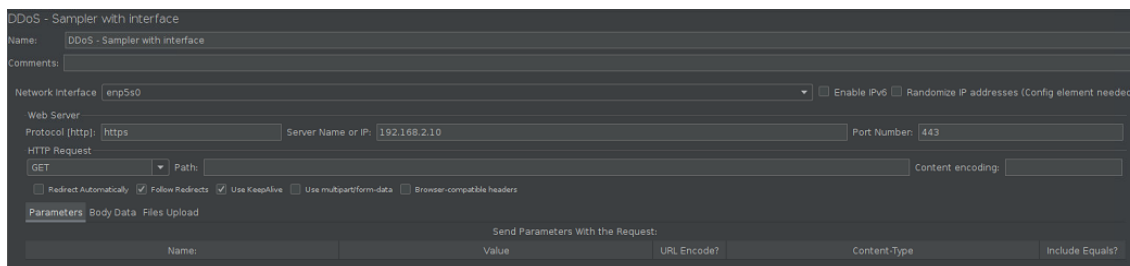 DDoS - Sampler with interface
Name: DDoS - Sampler with interface
Comments:
Network Interface enp5s0 Enable IPv6 Randomize IP addresses (Config element needed
Web Server
Protocol [http]: https Server Name or IP: 192.168.2.10 Port Number: 443
HTTP Request
GET Path: Content encoding:
Redirect Automatically Follow Redirects Use KeepAlive Use multipart/form-data Browser-compatible headers
Parameters Body Data Files Upload
Send Parameters With the Request:
Name: Value URL Encode? Content-Type Include Equals?